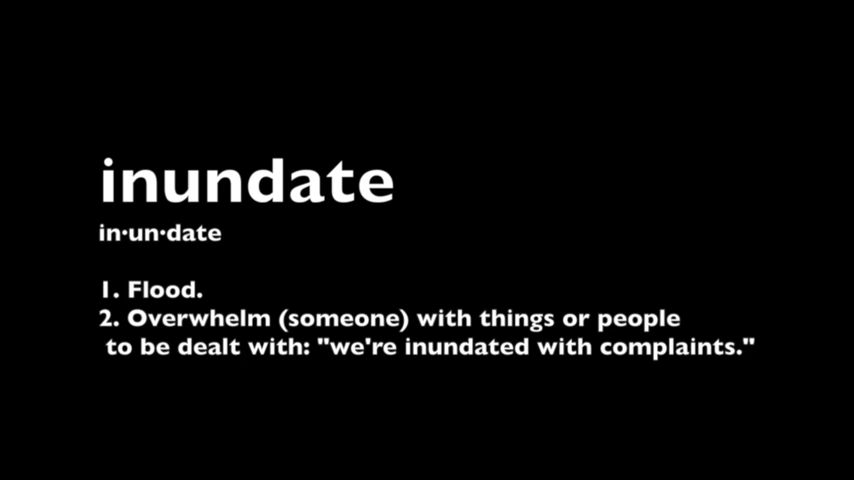 inundate
in·un·date
1. Flood.
2. Overwhelm (someone) with things or people
to be dealt with: "we're inundated with complaints."